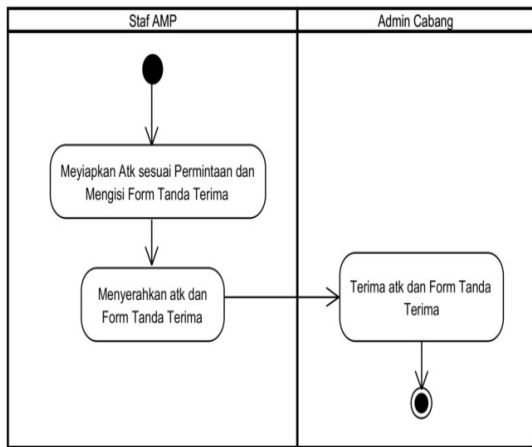 Staf AMP
Admin Cabang
Meyiapkan Atk sesuai Permintaan dan
Mengisi Form Tanda Terima
Menyerahkan atk dan
Form Tanda Terima
Terima atk dan Form Tanda
Terima